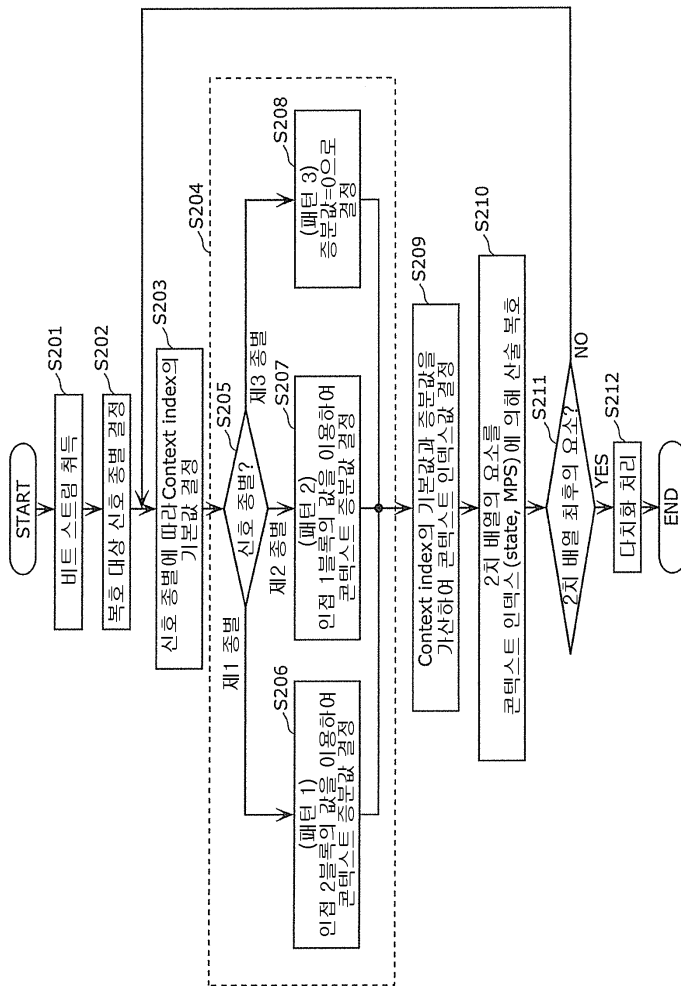 START
S201
비트 스트림 취득
S202
복호 대상 신호 종별 결정
S203
신호 종별에 따라 Context index의
기본값 결정
S204
S205
신호 종별?
제1 종별
제2 종별
제3 종별
S206
(패턴 1)
인접 2블록의 값을 이용하여
콘텍스트 증분값 결정
S207
(패턴 2)
인접 1블록의 값을 이용하여
콘텍스트 증분값 결정
S208
(패턴 3)
증분값=0으로
결정
S209
Context index의 기본값과 증분값을
가산하여 콘텍스트 인덱스값 결정
S210
2치 배열의 요소를
콘텍스트 인덱스(state, MPS)에 의해 산술 복호
S211
2치 배열 최후의 요소?
NO
YES
S212
다치화 처리
END